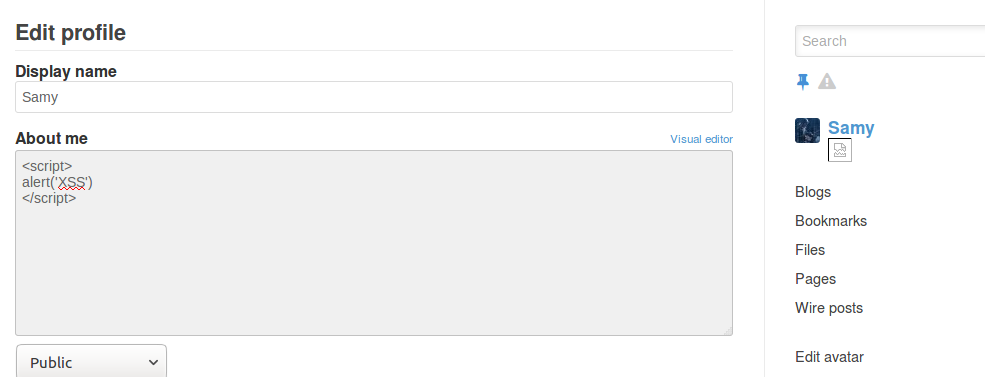 Edit profile
Display name
Samy
About me
Visual editor
<script>
alert('XSS')
</script>
Public
Search
Samy
Blogs
Bookmarks
Files
Pages
Wire posts
Edit avatar